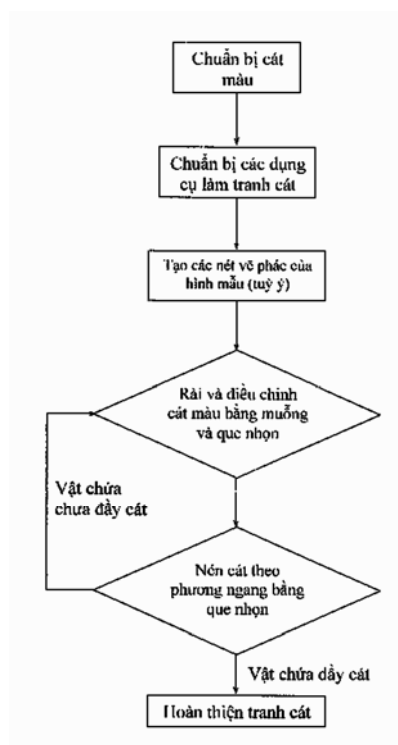 Chuẩn bị cát
màu
Chuẩn bị các dụng
cụ làm tranh cát
Tạo các nét vẽ phác của
hình mẫu (tuỳ ý)
Rải và điều chỉnh
cát màu bằng muỗng
và que nhọn
Vật chứa
chưa đầy cát
Nén cát theo
phương ngang bằng
que nhọn
Vật chứa đầy cát
Hoàn thiện tranh cát